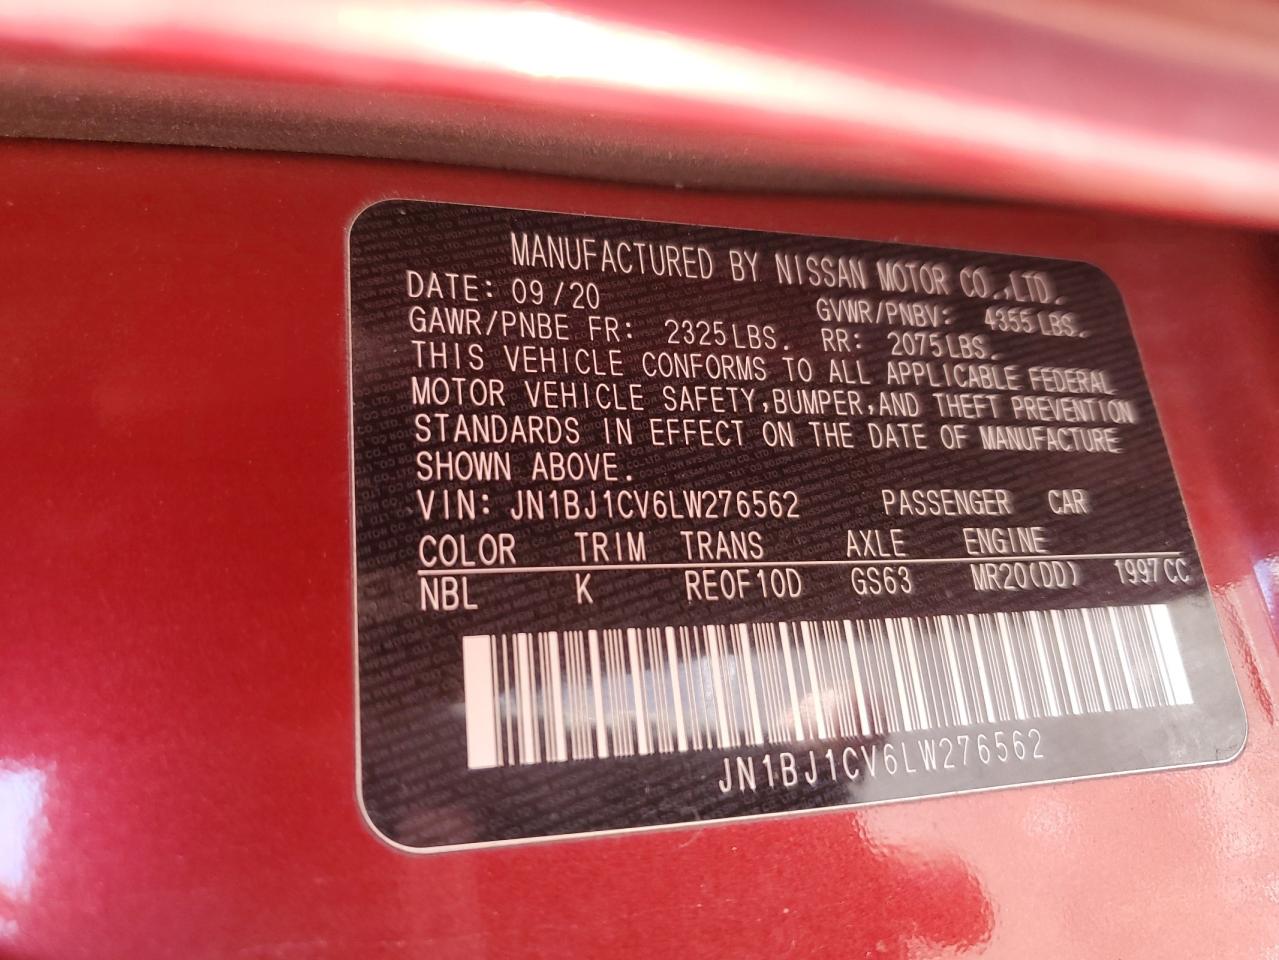 MANUFACTURED BY NISSAN MOTOR CO.,LTD.
DATE: 09/20 GVWR/PNBV: 4355LBS.
GAWR/PNBE FR: 2325LBS. RR: 2075LBS.
THIS VEHICLE CONFORMS TO ALL APPLICABLE FEDERAL
MOTOR VEHICLE SAFETY,BUMPER,AND THEFT PREVENTION
STANDARDS IN EFFECT ON THE DATE OF MANUFACTURE
SHOWN ABOVE.
VIN: JN1BJ1CV6LW276562 PASSENGER CAR
COLOR TRIM TRANS AXLE ENGINE
NBL K RE0F10D GS63 MR20(DD) 1997CC
JN1BJ1CV6LW276562